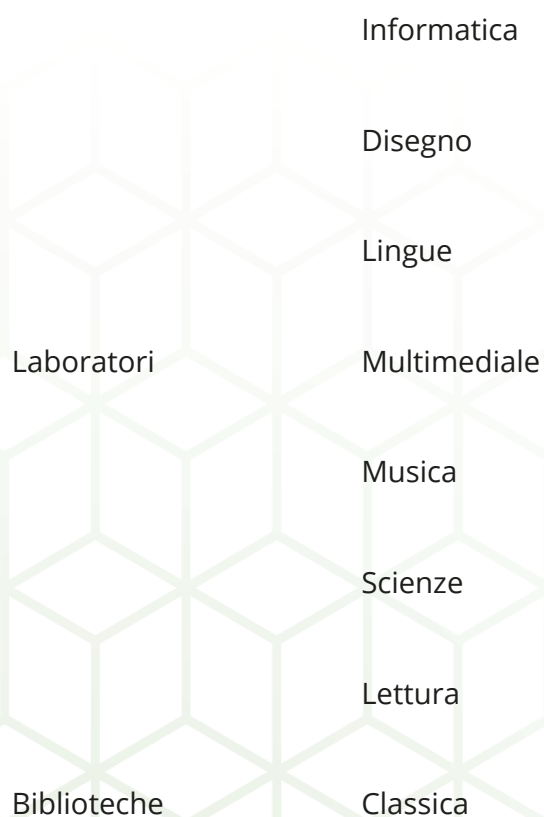 Informatica
Disegno
Lingue
Laboratori Multimediale
Musica
Scienze
Lettura
Biblioteche Classica